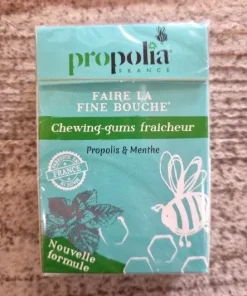 propolia
FRANCE
FAIRE LA
FINE BOUCHE
Chewing-gums fraîcheur
Propolis & Menthe
FRANCE
Nouvelle
formule